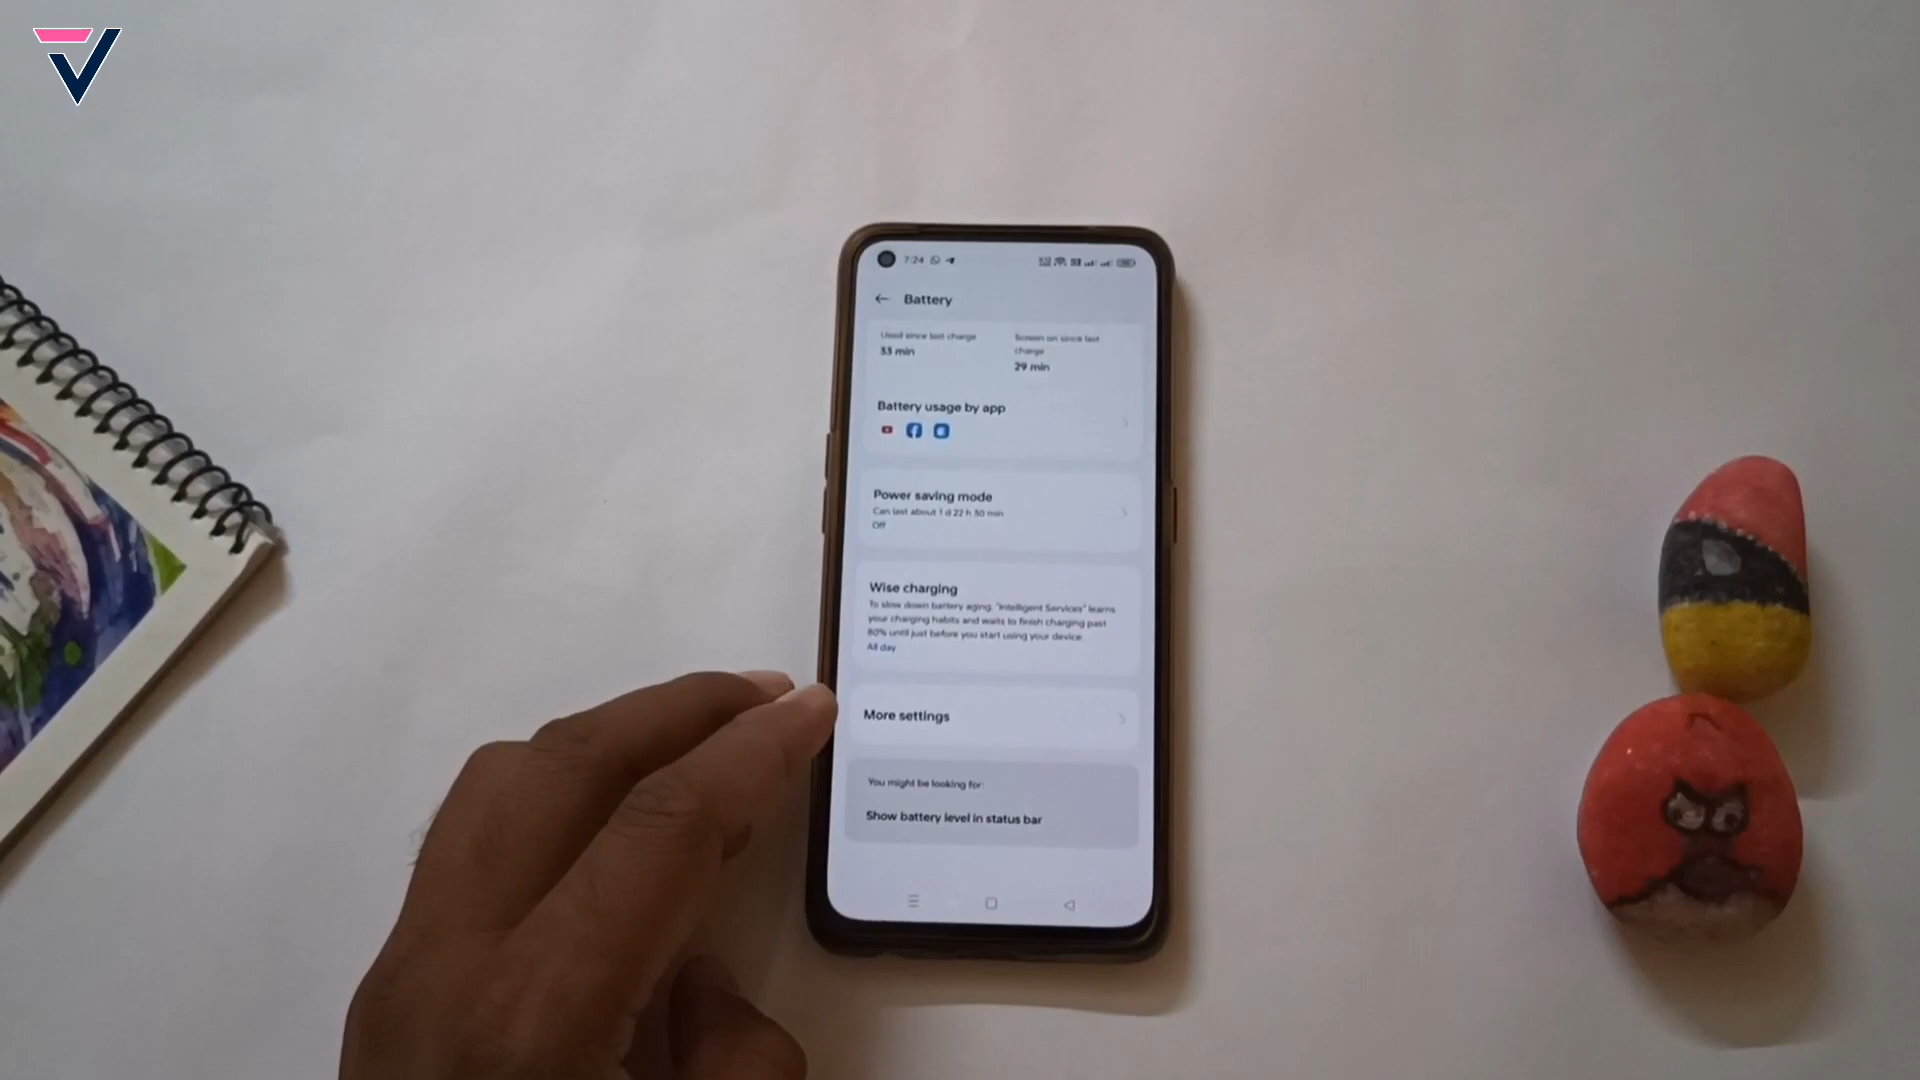 7:24
Battery
Used since last charge
53 min
Screen on since last
charge
29 min
Battery usage by app
Power saving mode
Can last about 1 d 22 h 50 min
Off
Wise charging
To slow down battery aging, "Intelligent Services" learns
your charging habits and waits to finish charging past
80% until just before you start using your device.
All day
More settings
You might be looking for:
Show battery level in status bar